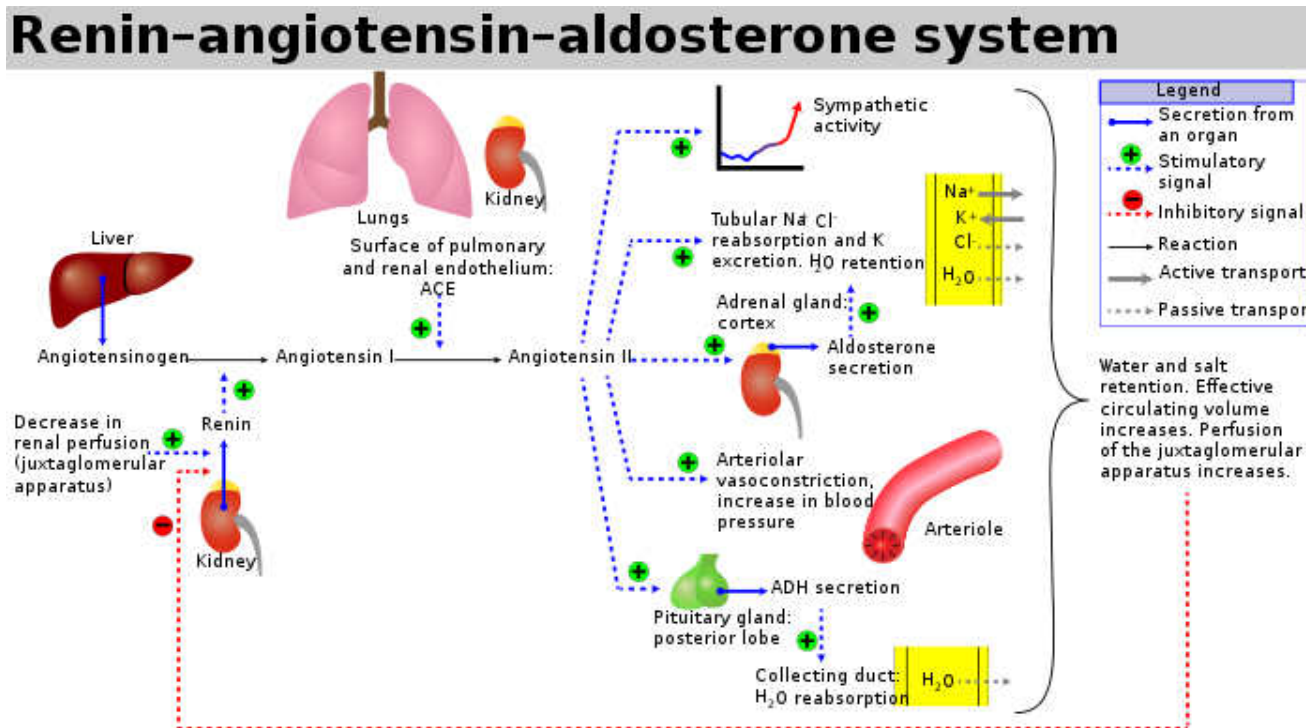 Renin–angiotensin–aldosterone system
Liver
Angiotensinogen
Decrease in
renal perfusion
(juxtaglomerular
apparatus)
Renin
Kidney
Lungs
Kidney
Surface of pulmonary
and renal endothelium:
ACE
Angiotensin I
Angiotensin II
Sympathetic
activity
Tubular Na⁺ Cl⁻
reabsorption and K
excretion. H₂O retention
Na⁺
K⁺
Cl⁻
H₂O
Adrenal gland:
cortex
Aldosterone
secretion
Arteriolar
vasoconstriction,
increase in blood
pressure
Arteriole
ADH secretion
Pituitary gland:
posterior lobe
Collecting duct:
H₂O reabsorption
H₂O
Legend
Secretion from
an organ
Stimulatory
signal
Inhibitory signal
Reaction
Active transport
Passive transport
Water and salt
retention. Effective
circulating volume
increases. Perfusion
of the juxtaglomerular
apparatus increases.